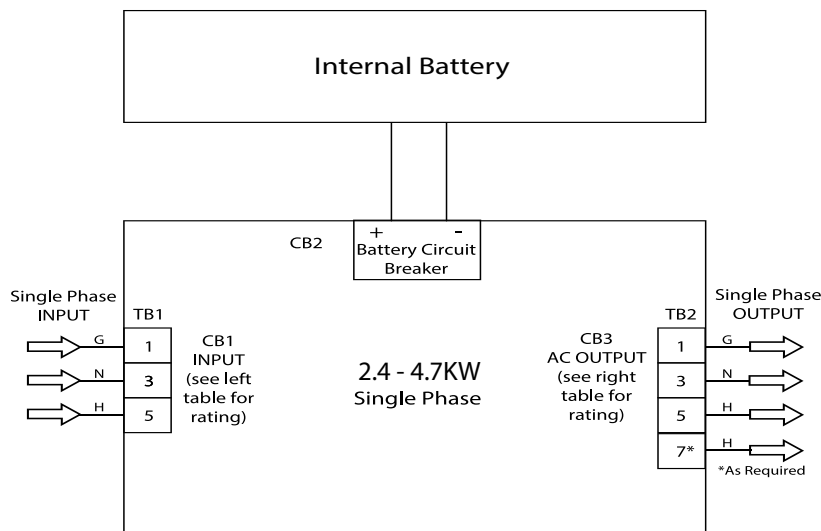 Internal Battery
CB2
+ -
Battery Circuit
Breaker
Single Phase
INPUT
TB1
G
1
N
3
H
5
CB1
INPUT
(see left
table for
rating)
2.4 - 4.7KW
Single Phase
CB3
AC OUTPUT
(see right
table for
rating)
TB2
Single Phase
OUTPUT
1
G
3
N
5
H
7*
H
*As Required